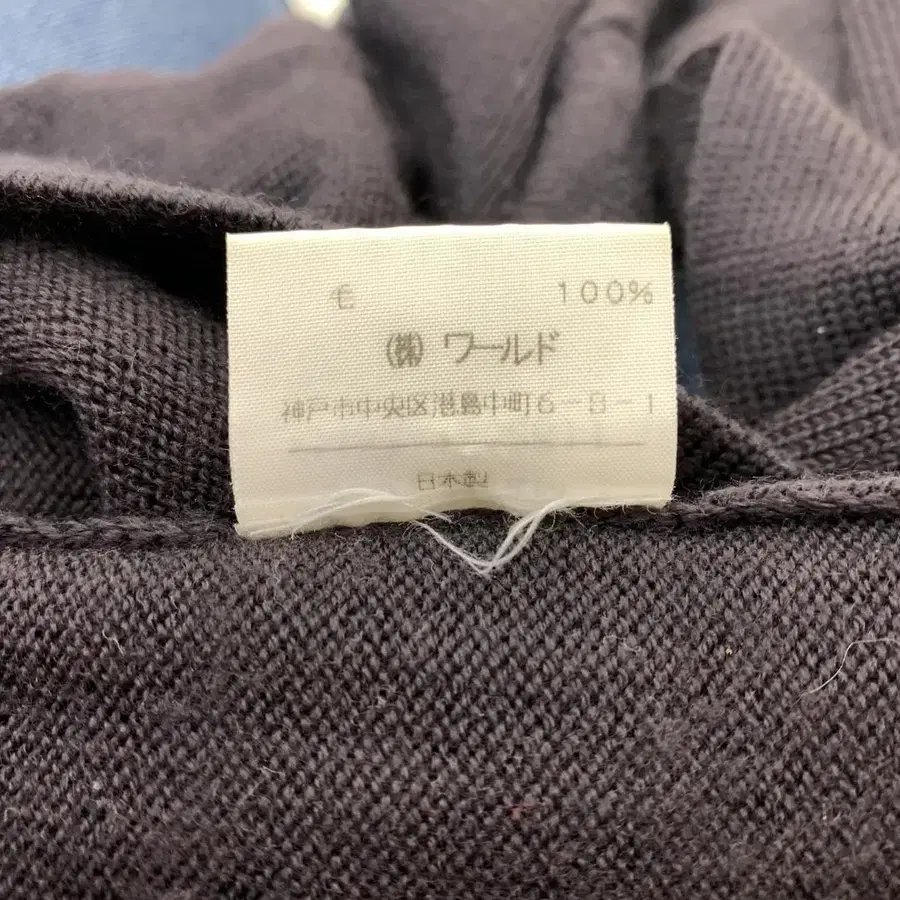 毛 100%
(株) ワールド
神戸市中央区港島中町6-8-1
日本製